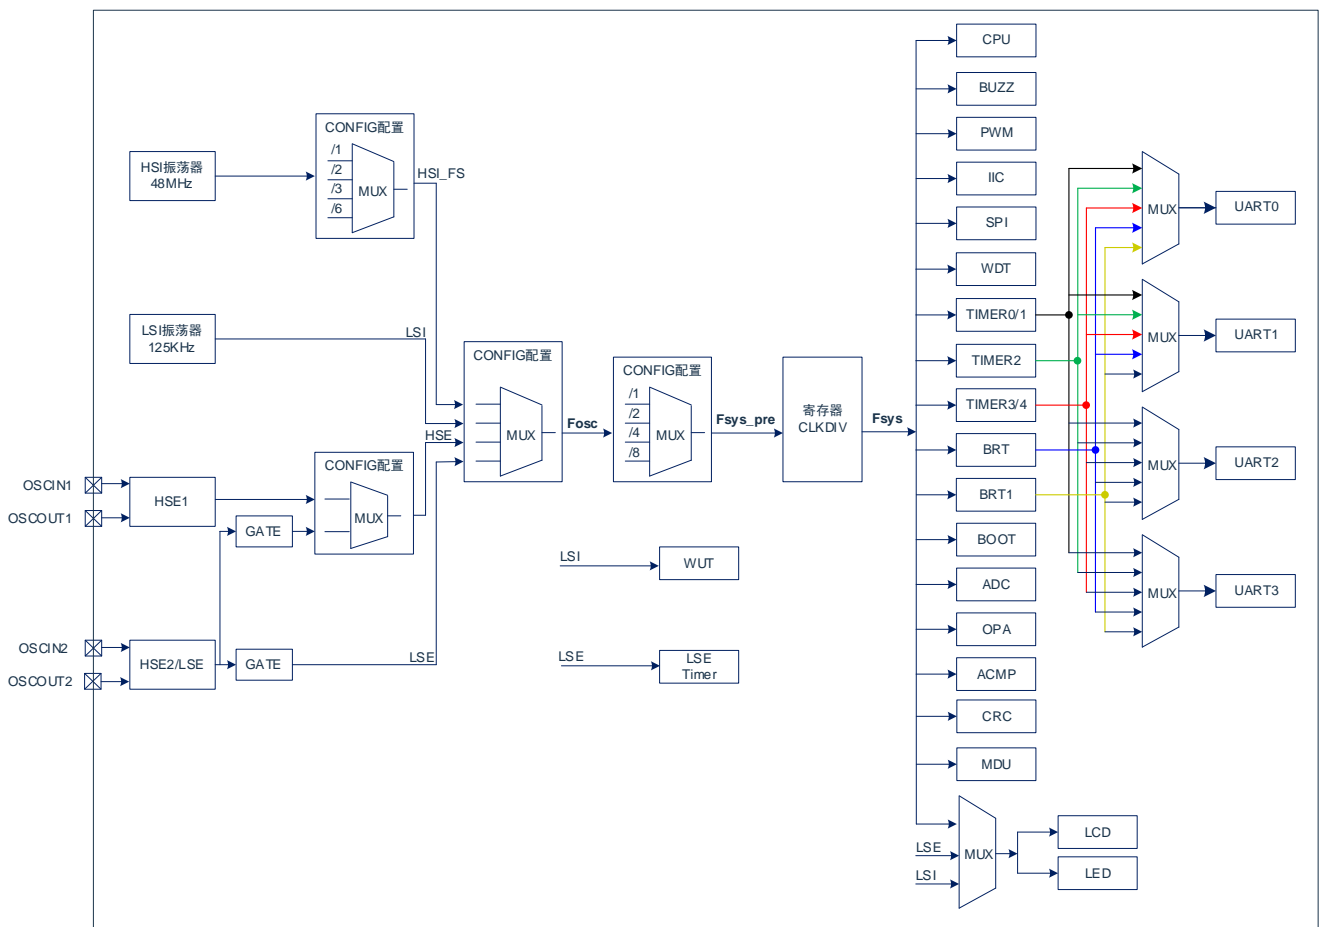 CONFIG配置
/1
/2
/3
/6
MUX
HSI振荡器
48MHz
HSI_FS
LSI振荡器
125KHz
LSI
OSCIN1
OSCOUT1
HSE1
GATE
CONFIG配置
MUX
HSE
OSCIN2
OSCOUT2
HSE2/LSE
GATE
LSE
CONFIG配置
MUX
Fosc
CONFIG配置
/1
/2
/4
/8
MUX
Fsys_pre
寄存器
CLKDIV
Fsys
LSI
WUT
LSE
LSE
Timer
CPU
BUZZ
PWM
IIC
SPI
WDT
TIMER0/1
TIMER2
TIMER3/4
BRT
BRT1
BOOT
ADC
OPA
ACMP
CRC
MDU
LSE
LSI
MUX
LCD
LED
MUX
UART0
MUX
UART1
MUX
UART2
MUX
UART3